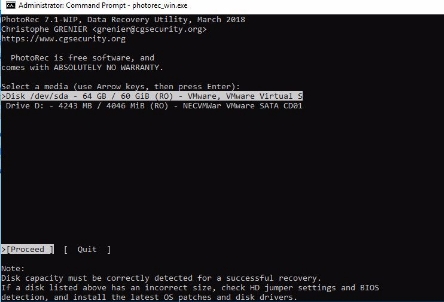 Administrator: Command Prompt - photorec_win.exe
PhotoRec 7.1-WIP, Data Recovery Utility, March 2018
Christophe GRENIER <grenier@cgsecurity.org>
https://www.cgsecurity.org
PhotoRec is free software, and
comes with ABSOLUTELY NO WARRANTY.
Select a media (use Arrow keys, then press Enter):
>Disk /dev/sda - 64 GB / 60 GiB (RO) - VMware, VMware Virtual S
Drive D: - 4243 MB / 4046 MiB (RO) - NECVMWar VMware SATA CD01
>[Proceed ]  [  Quit  ]
Note:
Disk capacity must be correctly detected for a successful recovery.
If a disk listed above has an incorrect size, check HD jumper settings and BIOS
detection, and install the latest OS patches and disk drivers.